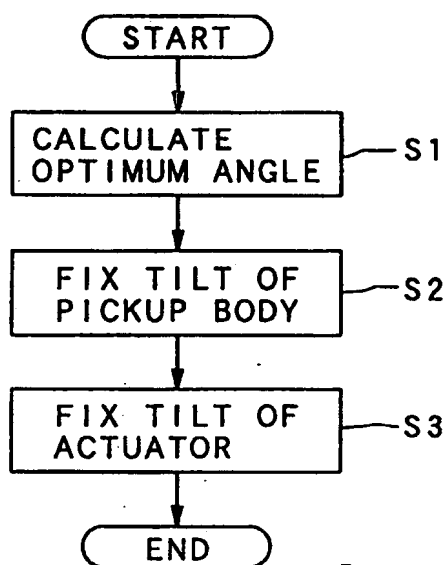 START
CALCULATE
OPTIMUM ANGLE
S1
FIX TILT OF
PICKUP BODY
S2
FIX TILT OF
ACTUATOR
S3
END